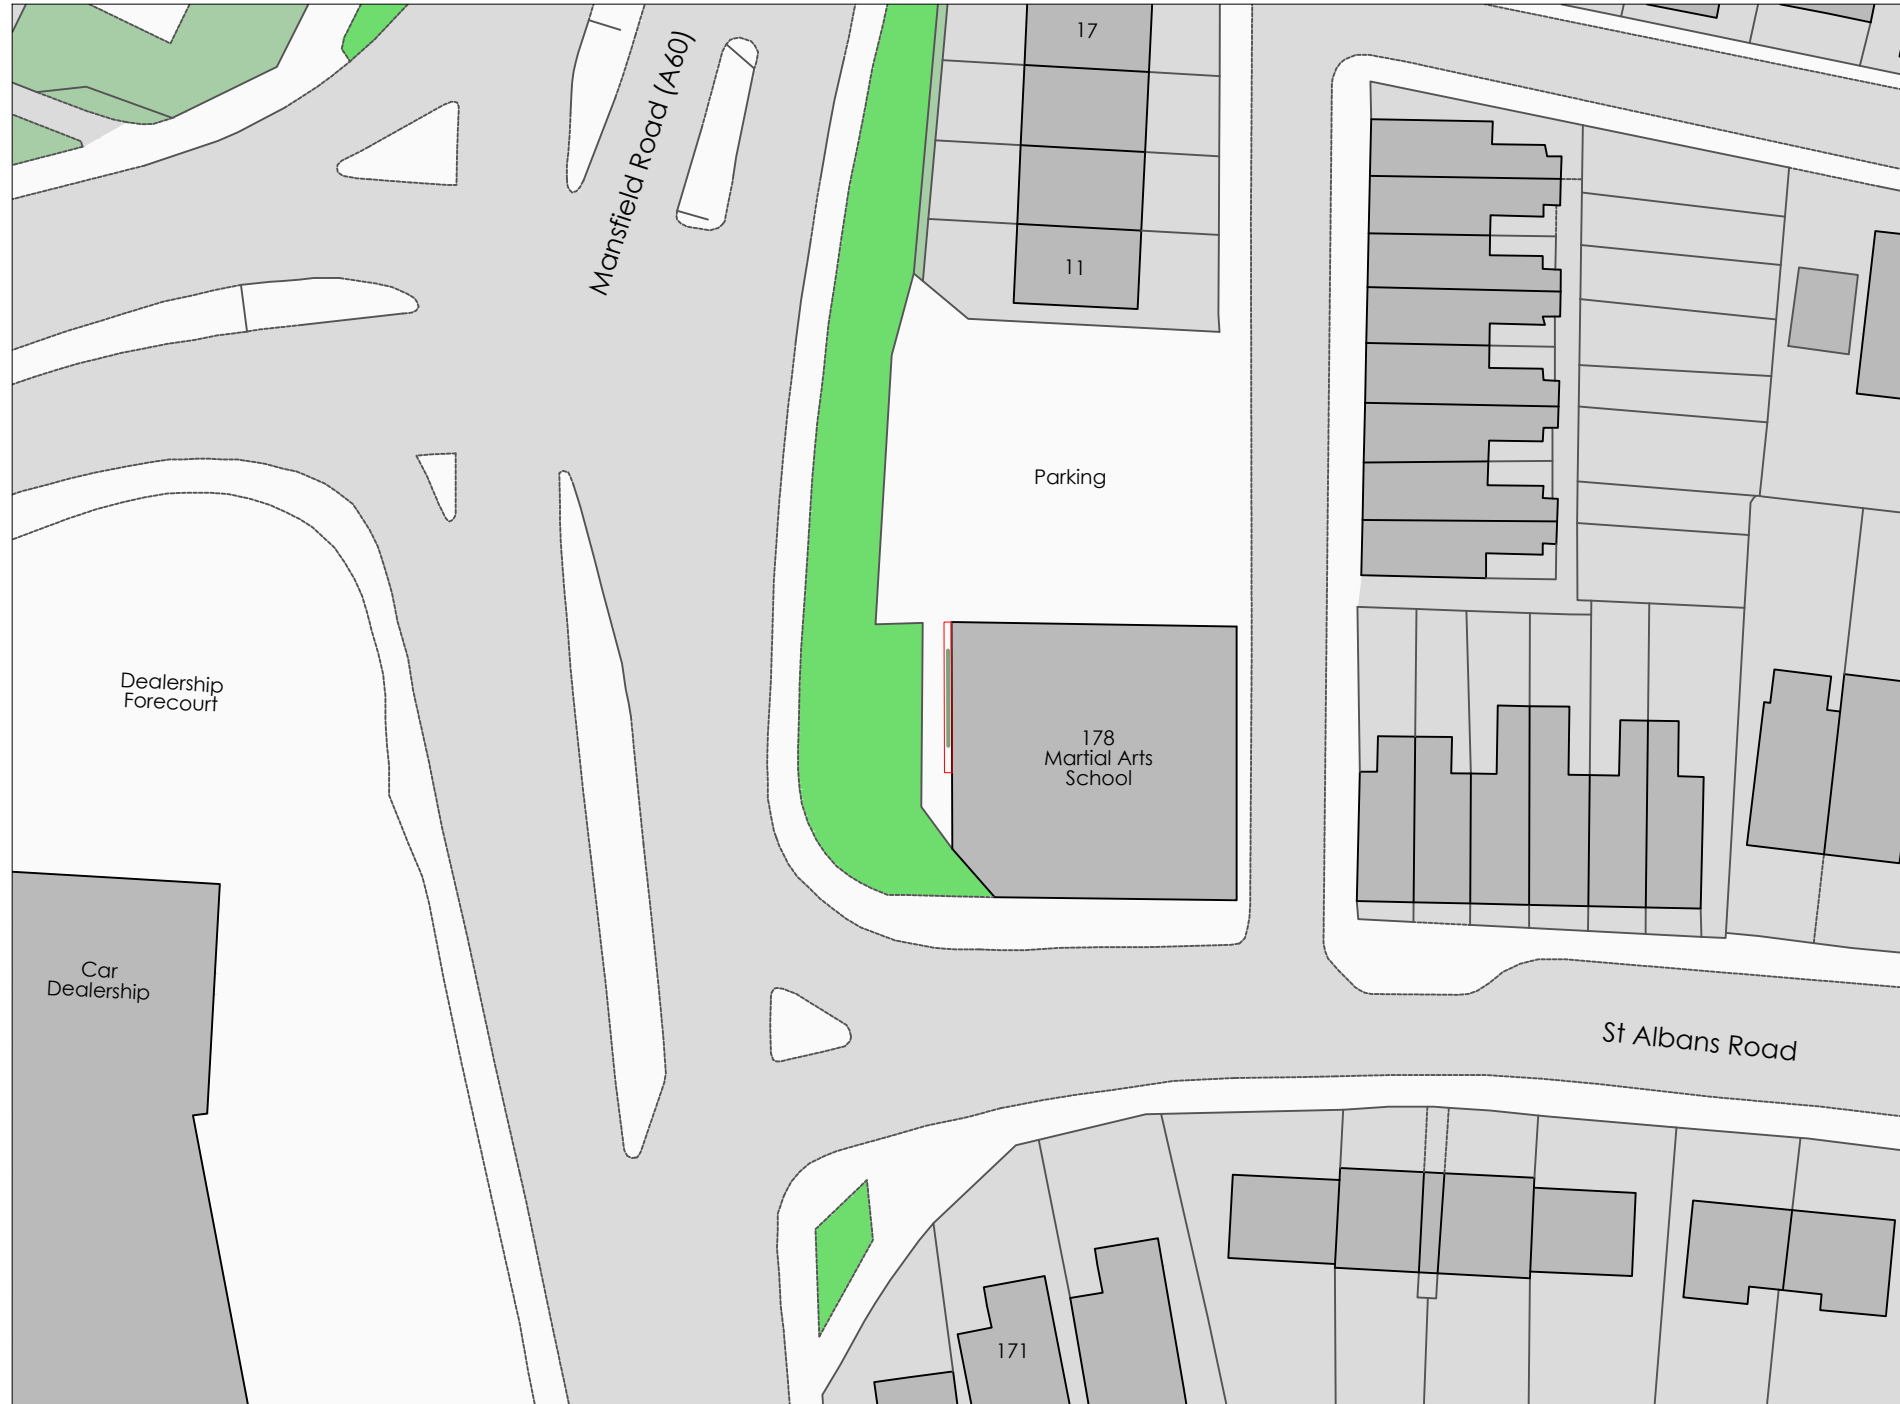 17
Mansfield Road (A60)
11
Parking
Dealership
Forecourt
178
Martial Arts
School
Car
Dealership
St Albans Road
171